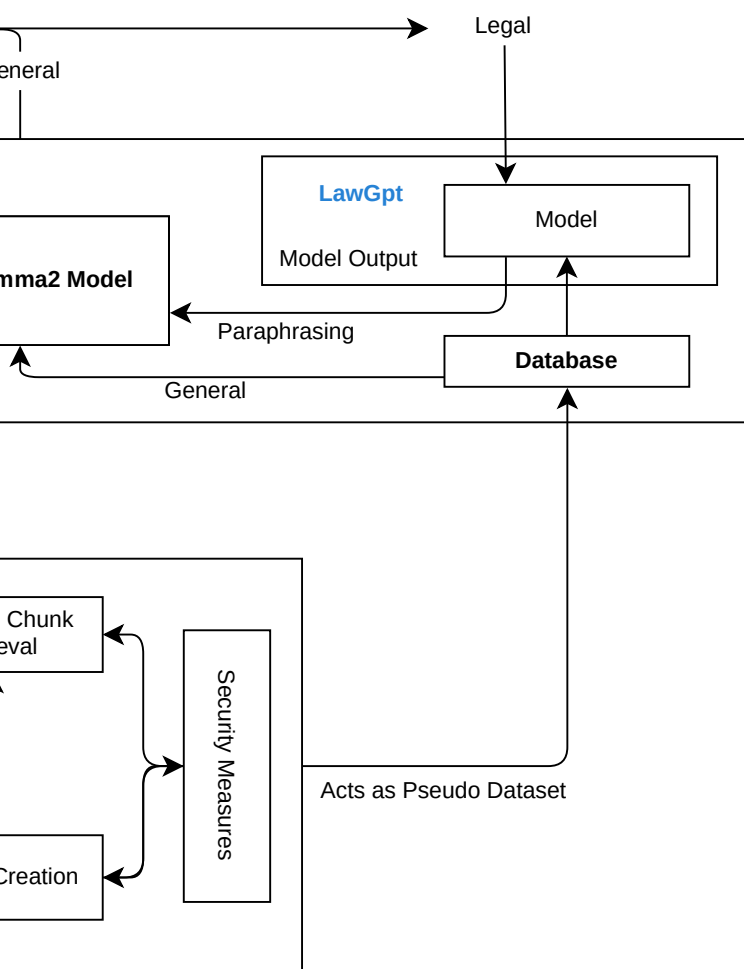 Legal
eneral
LawGpt
Model
Model Output
mma2 Model
Paraphrasing
Database
General
Chunk
eval
Security Measures
Acts as Pseudo Dataset
Creation